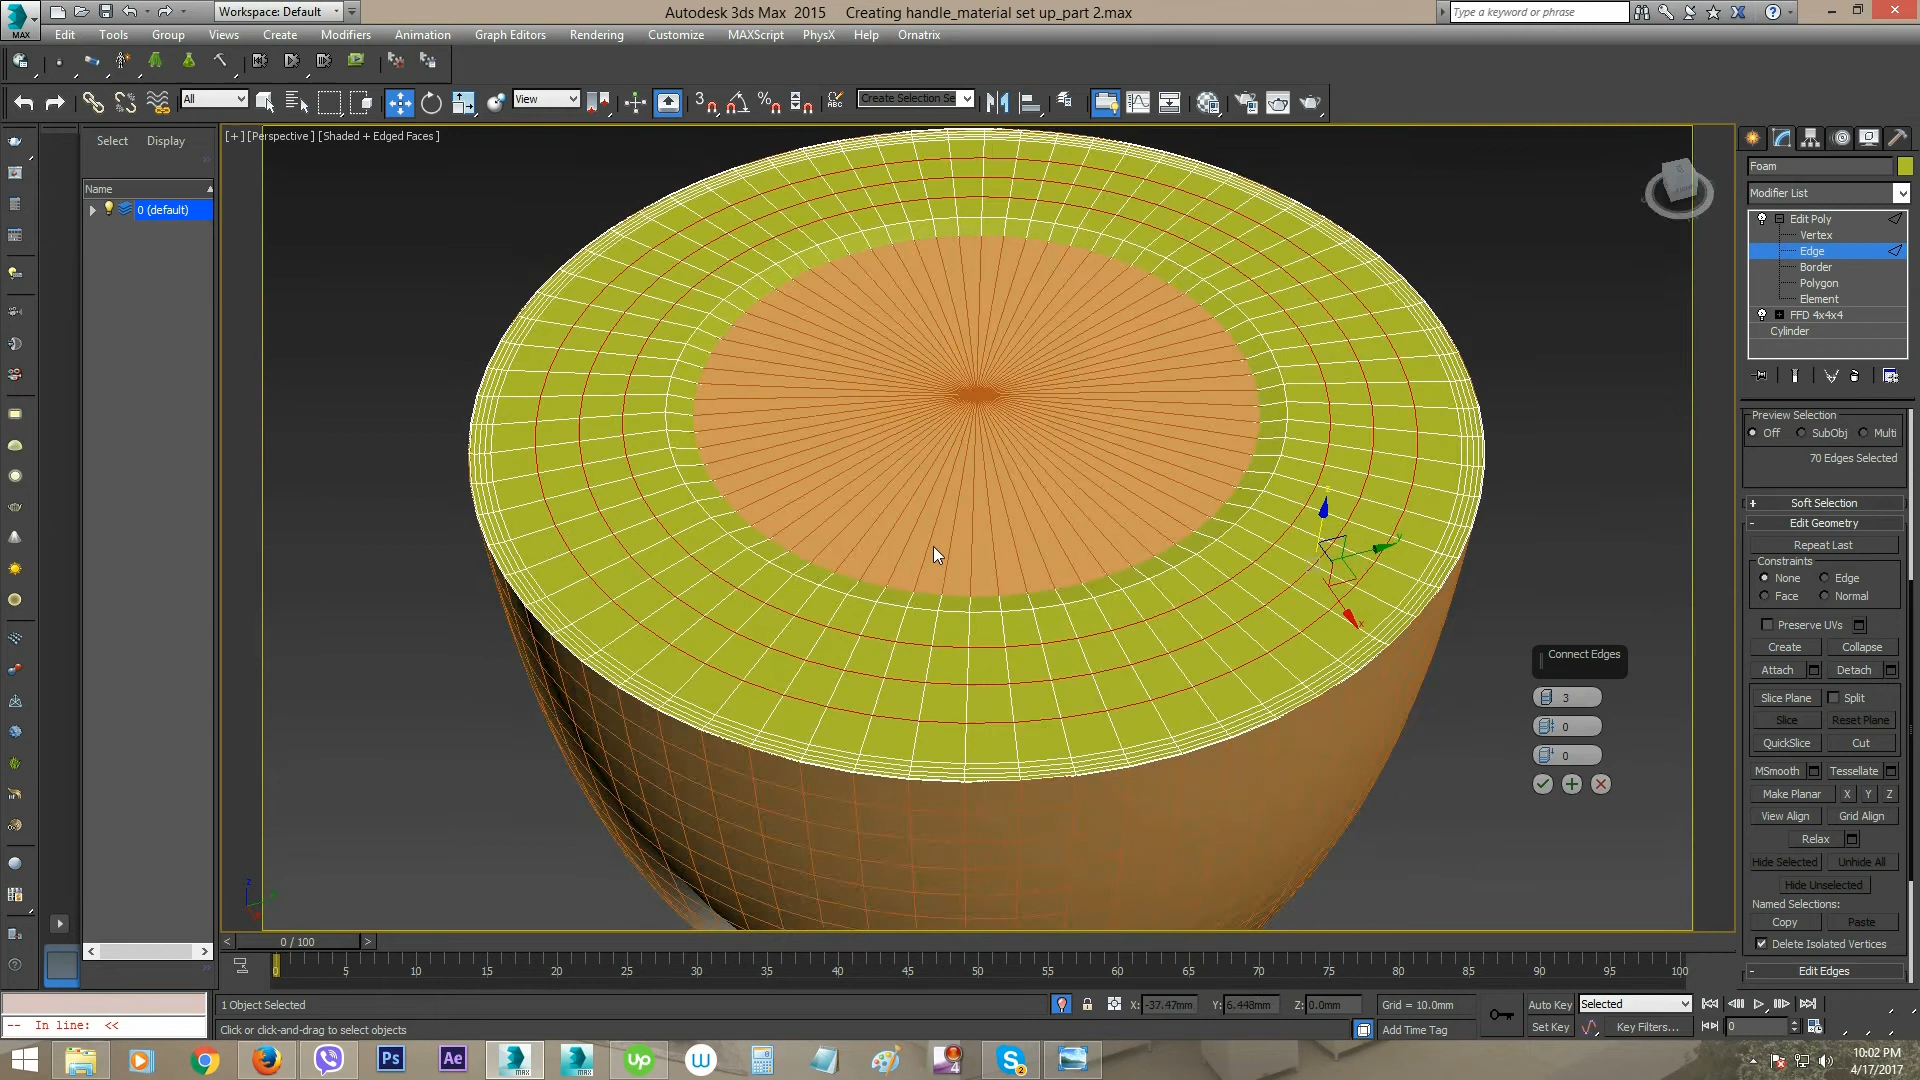 MAX
Workspace: Default
Autodesk 3ds Max 2015 Creating handle_material set up_part 2.max
Type a keyword or phrase
Edit Tools Group Views Create Modifiers Animation Graph Editors Rendering Customize MAXScript PhysX Help Ornatrix
All
View
3
Create Selection Se
Select Display
Name
0 (default)
[+] [Perspective ] [Shaded + Edged Faces ]
Foam
Modifier List
Edit Poly
Vertex
Edge
Border
Polygon
Element
FFD 4x4x4
Cylinder
Preview Selection
Off SubObj Multi
70 Edges Selected
+ Soft Selection
- Edit Geometry
Repeat Last
Constraints
None Edge
Face Normal
Preserve UVs
Create Collapse
Attach Detach
Slice Plane Split
Slice Reset Plane
QuickSlice Cut
MSmooth Tessellate
Make Planar X Y Z
View Align Grid Align
Relax
Hide Selected Unhide All
Hide Unselected
Named Selections:
Copy Paste
Delete Isolated Vertices
- Edit Edges
Connect Edges
3
0
0
x
z
< 0 / 100 >
0 5 10 15 20 25 30 35 40 45 50 55 60 65 70 75 80 85 90 95 100
1 Object Selected
X: -37.47mm Y: 6.448mm Z: 0.0mm Grid = 10.0mm
Auto Key Selected
-- In line: <<
Click or click-and-drag to select objects
Add Time Tag
Set Key Key Filters...
0
Ps Ae MAX MAX up W 4 S 2
10:02 PM
4/17/2017